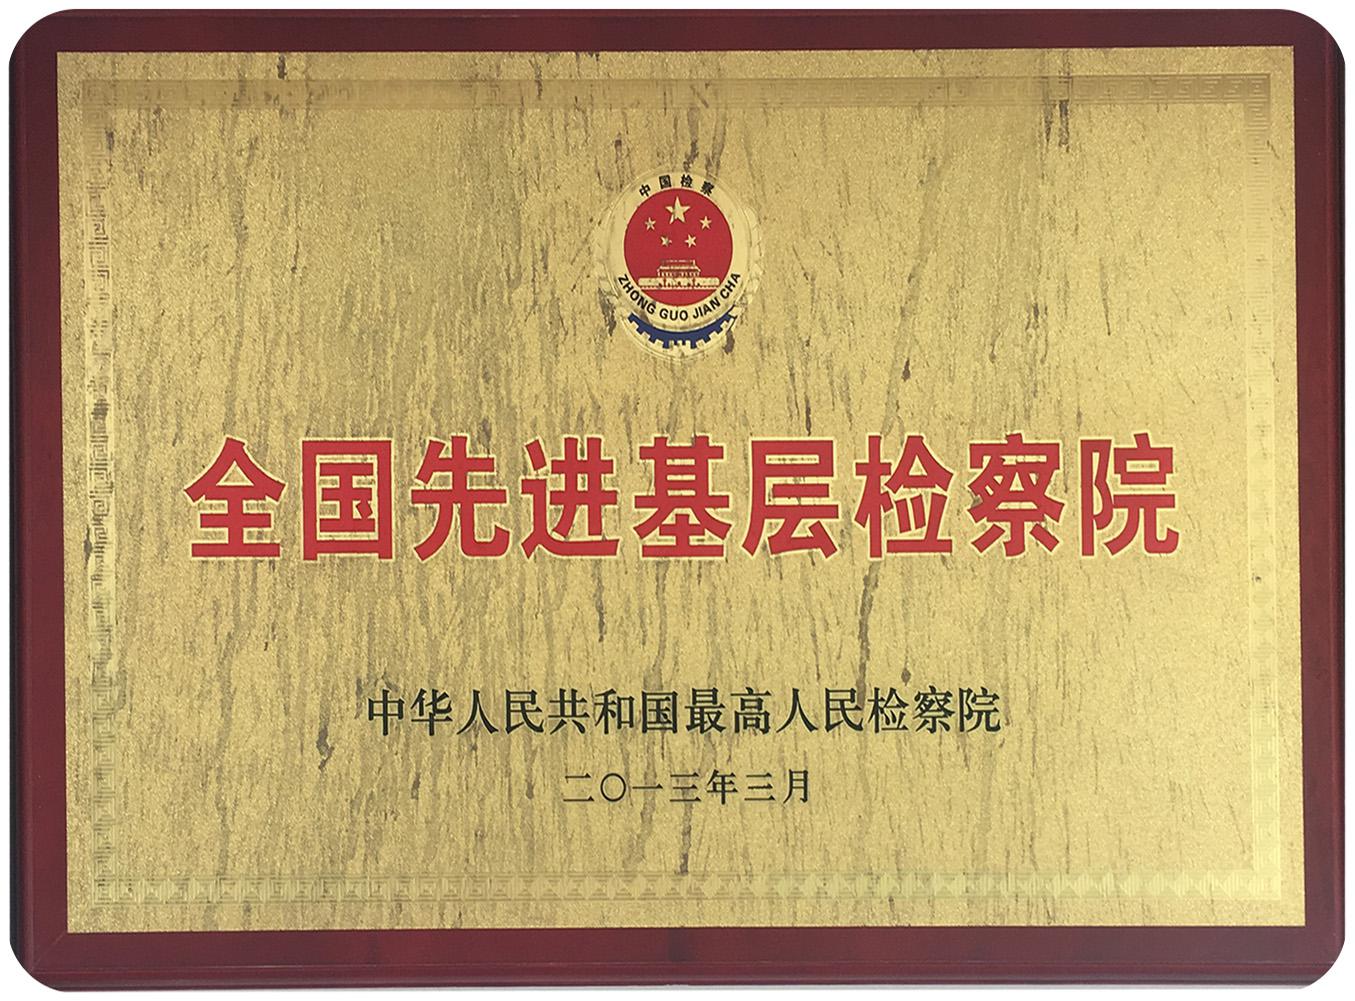 中国检察
ZHONG GUO JIAN CHA
全国先进基层检察院
中华人民共和国最高人民检察院
二〇一三年三月